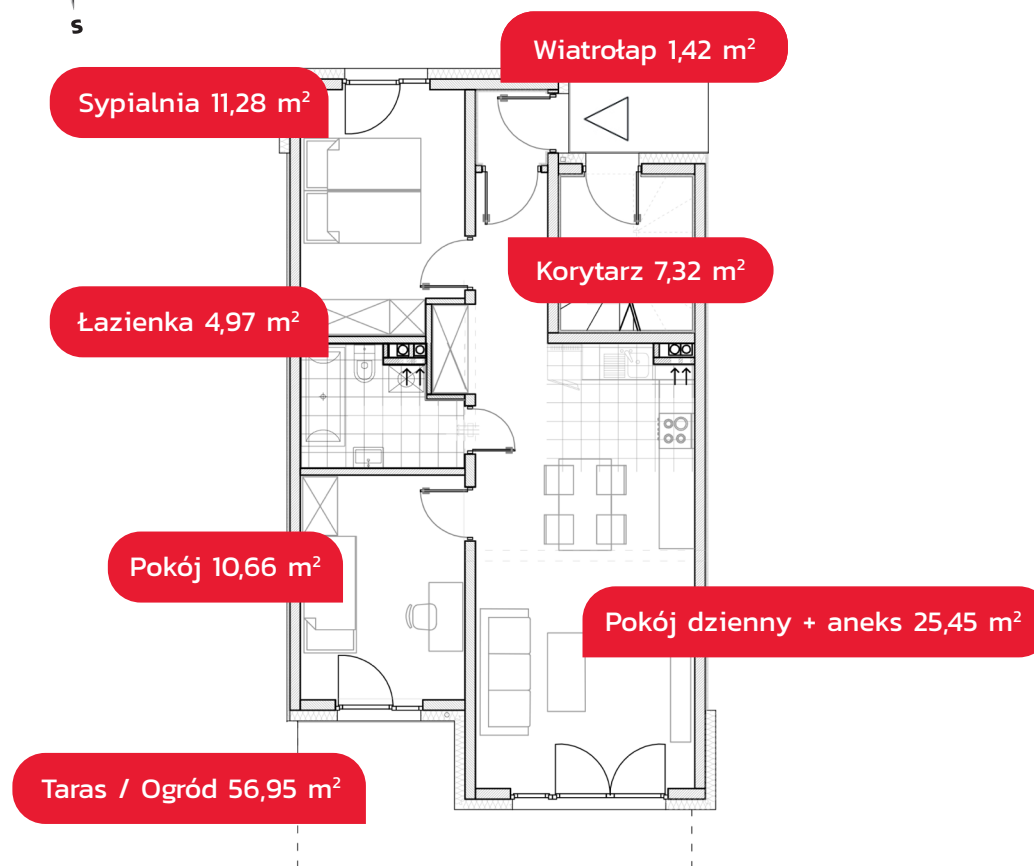 S
Wiatrołap 1,42 m²
Sypialnia 11,28 m²
Korytarz 7,32 m²
Łazienka 4,97 m²
Pokój 10,66 m²
Pokój dzienny + aneks 25,45 m²
Taras / Ogród 56,95 m²